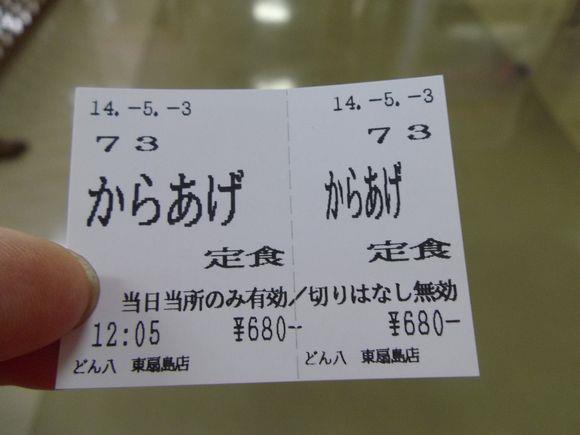 14.-5.-3
73
からあげ
定食
14.-5.-3
73
からあげ
定食
当日当所のみ有効/切りはなし無効
12:05 ¥680-
どん八 東扇島店
¥680-
どん八 東扇島店